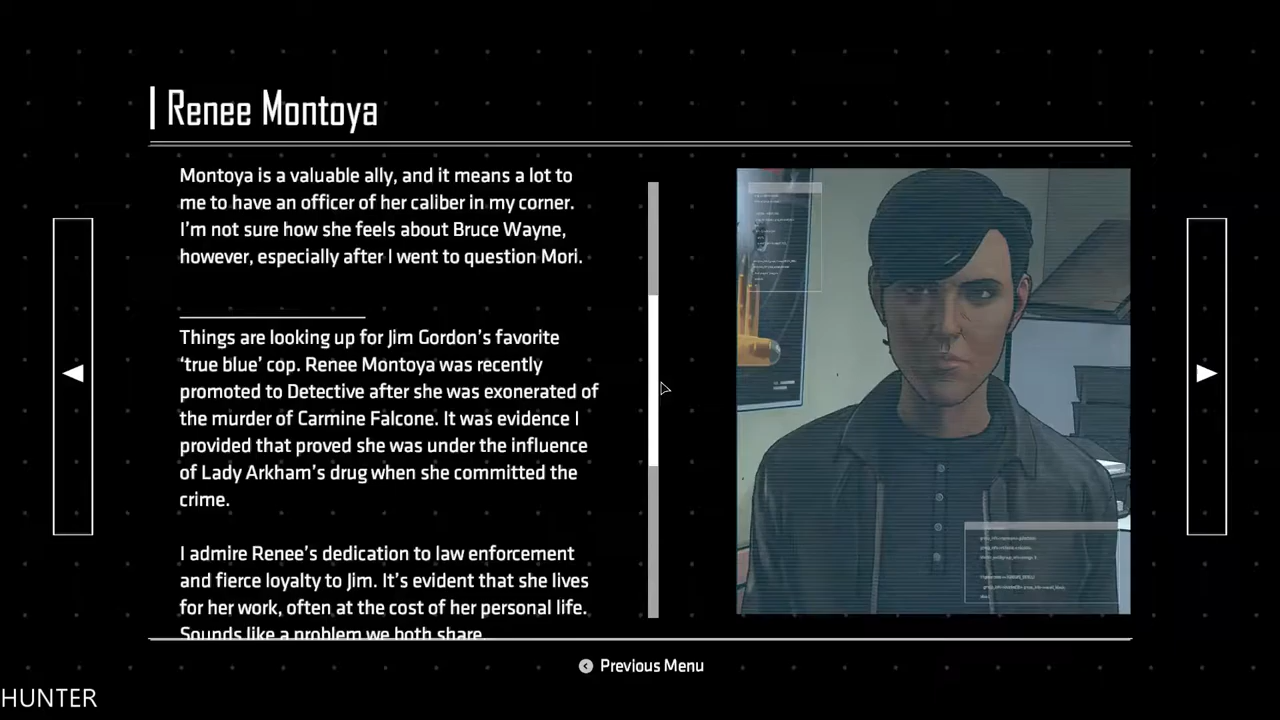 Renee Montoya
Montoya is a valuable ally, and it means a lot to
me to have an officer of her caliber in my corner.
I'm not sure how she feels about Bruce Wayne,
however, especially after I went to question Mori.
Things are looking up for Jim Gordon's favorite
'true blue' cop. Renee Montoya was recently
promoted to Detective after she was exonerated of
the murder of Carmine Falcone. It was evidence I
provided that proved she was under the influence
of Lady Arkham's drug when she committed the
crime.
I admire Renee's dedication to law enforcement
and fierce loyalty to Jim. It's evident that she lives
for her work, often at the cost of her personal life.
Sounds like a problem we both share.
Previous Menu
HUNTER